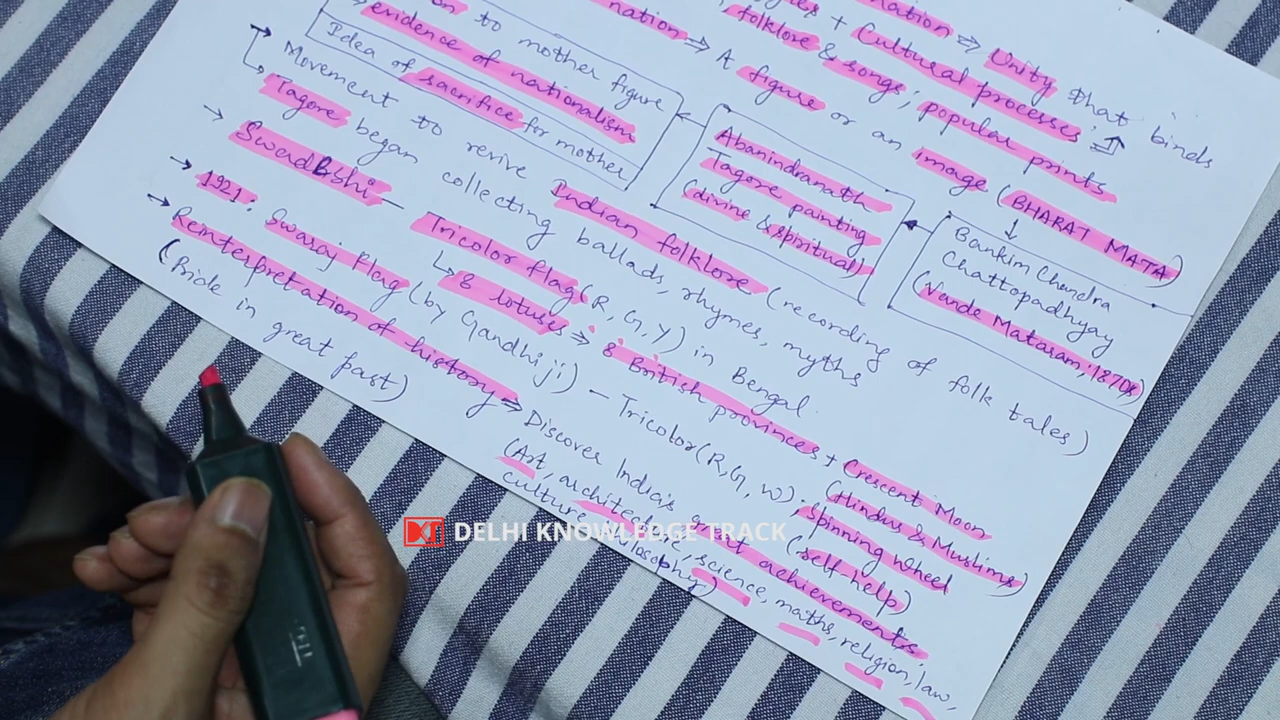 nation ⇒ Unity that binds
+ Cultural processes ;
folklore & songs ; popular prints
nation ⇒ A figure or an image (BHARAT MATA)
Bankim Chandra
Chattopadhyay
(Vande Mataram, 1870s)
Abanindranath
Tagore painting
(divine & spiritual)
to mother figure
evidence of nationalism
Idea of sacrifice for mother
→ Movement to revive Indian folklore (recording of folk tales)
↳ Tagore began collecting ballads, rhymes, myths
→ Swadeshi – Tricolor flag (R, G, Y) in Bengal.
↳ 8 lotuses ⇒ 8 British provinces + Crescent Moon
(Hindus & Muslims)
→ 1921: Swaraj Flag (by Gandhiji) – Tricolor (R, G, W); spinning wheel
(self help)
→ Reinterpretation of history ⇒ Discover India's great achievements
(Pride in great past)
(Art, architecture, science, maths, religion, law,
culture, philosophy)
DELHI KNOWLEDGE TRACK